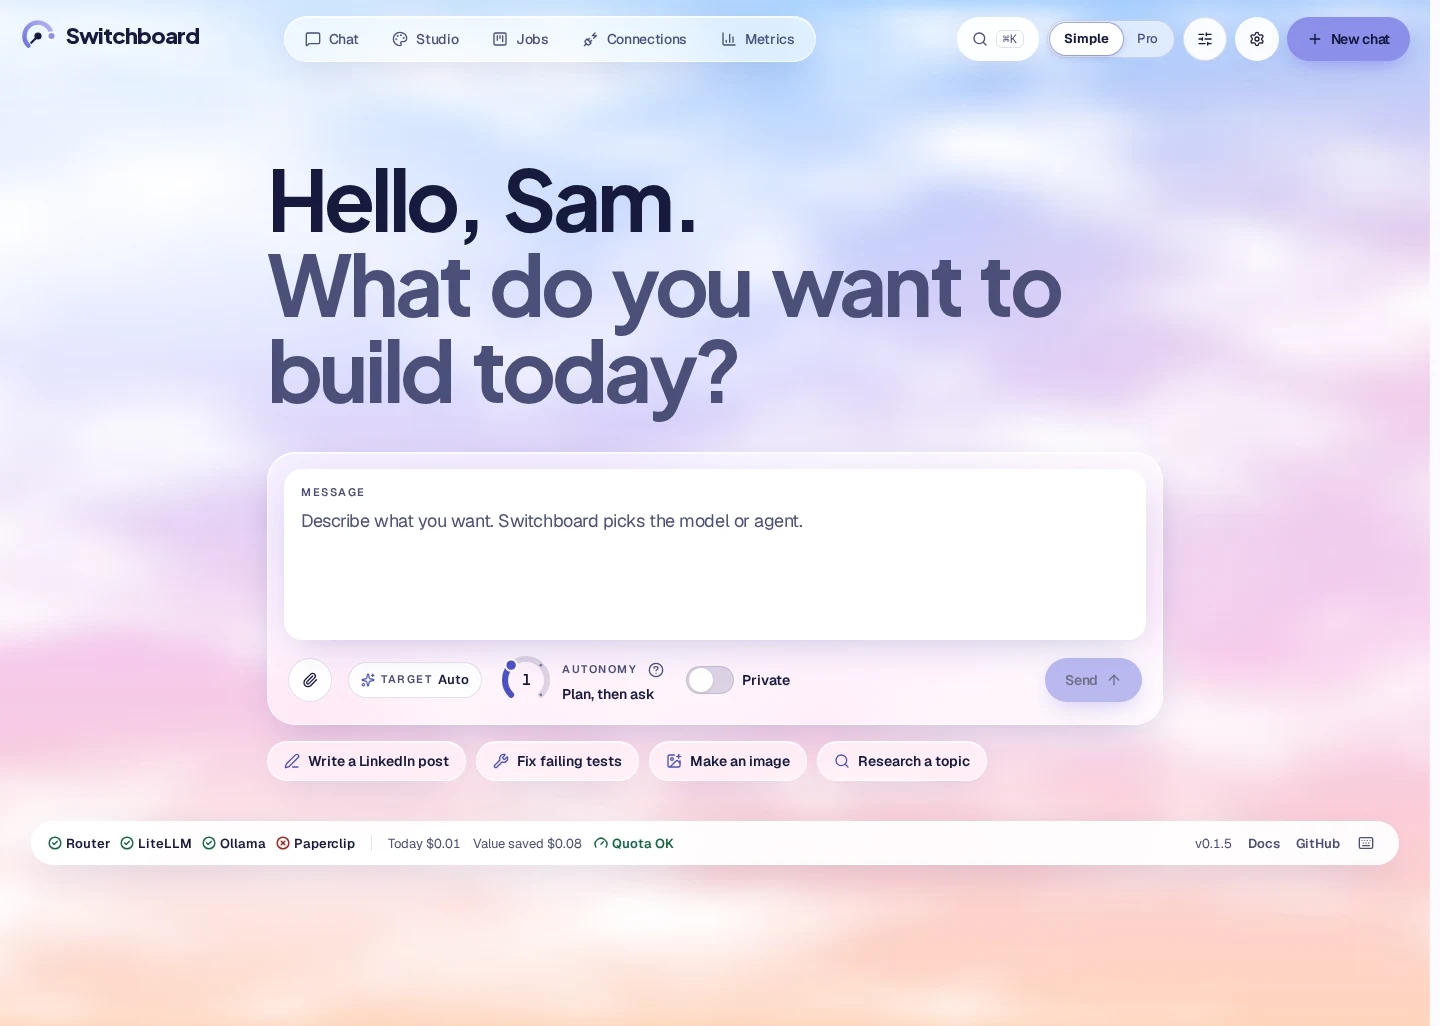 Switchboard
Chat
Studio
Jobs
Connections
Metrics
⌘K
Simple
Pro
New chat
Hello, Sam.
What do you want to
build today?
MESSAGE
Describe what you want. Switchboard picks the model or agent.
TARGET Auto
1
AUTONOMY
Plan, then ask
Private
Send
Write a LinkedIn post
Fix failing tests
Make an image
Research a topic
Router
LiteLLM
Ollama
Paperclip
Today $0.01
Value saved $0.08
Quota OK
v0.1.5
Docs
GitHub